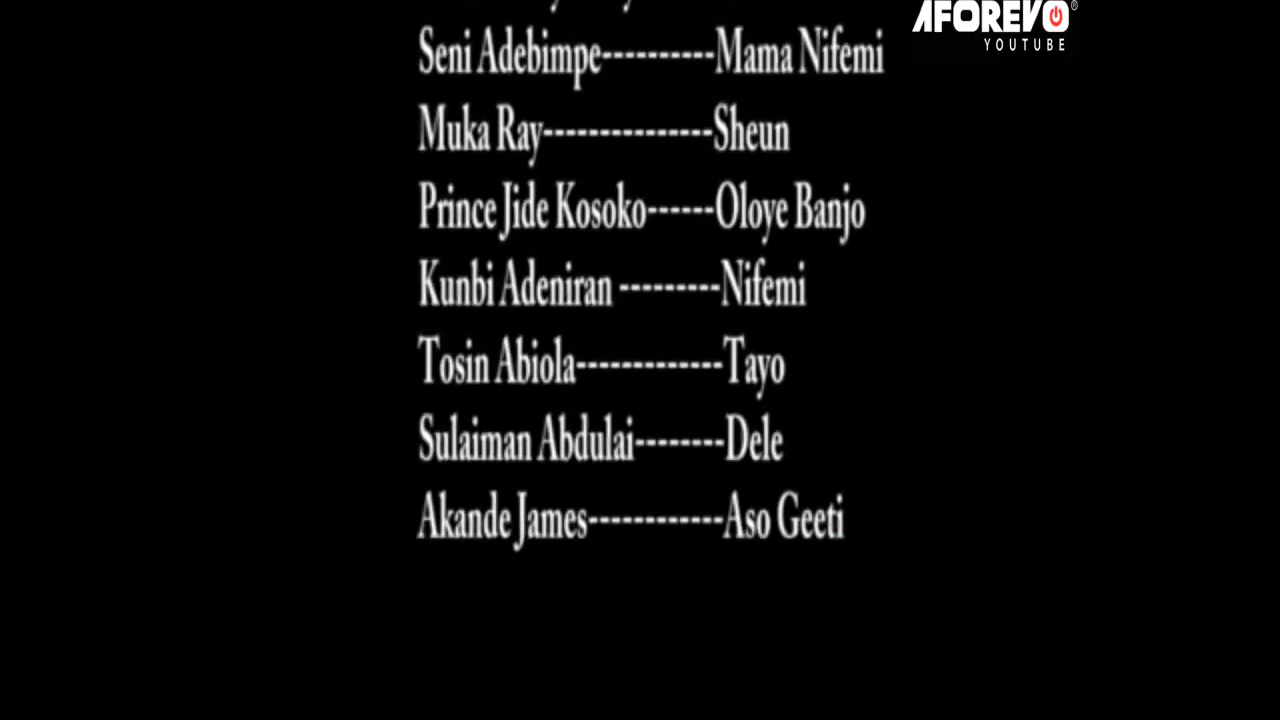 AFOREVO®
YOUTUBE
Seni Adebimpe----------Mama Nifemi
Muka Ray---------------Sheun
Prince Jide Kosoko------Oloye Banjo
Kunbi Adeniran ---------Nifemi
Tosin Abiola-------------Tayo
Sulaiman Abdulai--------Dele
Akande James------------Aso Geeti